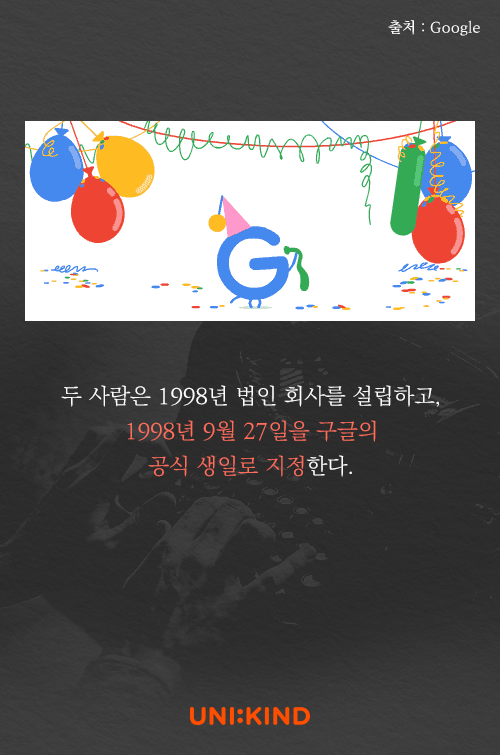 출처 : Google
G
두 사람은 1998년 법인 회사를 설립하고,
1998년 9월 27일을 구글의
공식 생일로 지정한다.
UNI:KIND